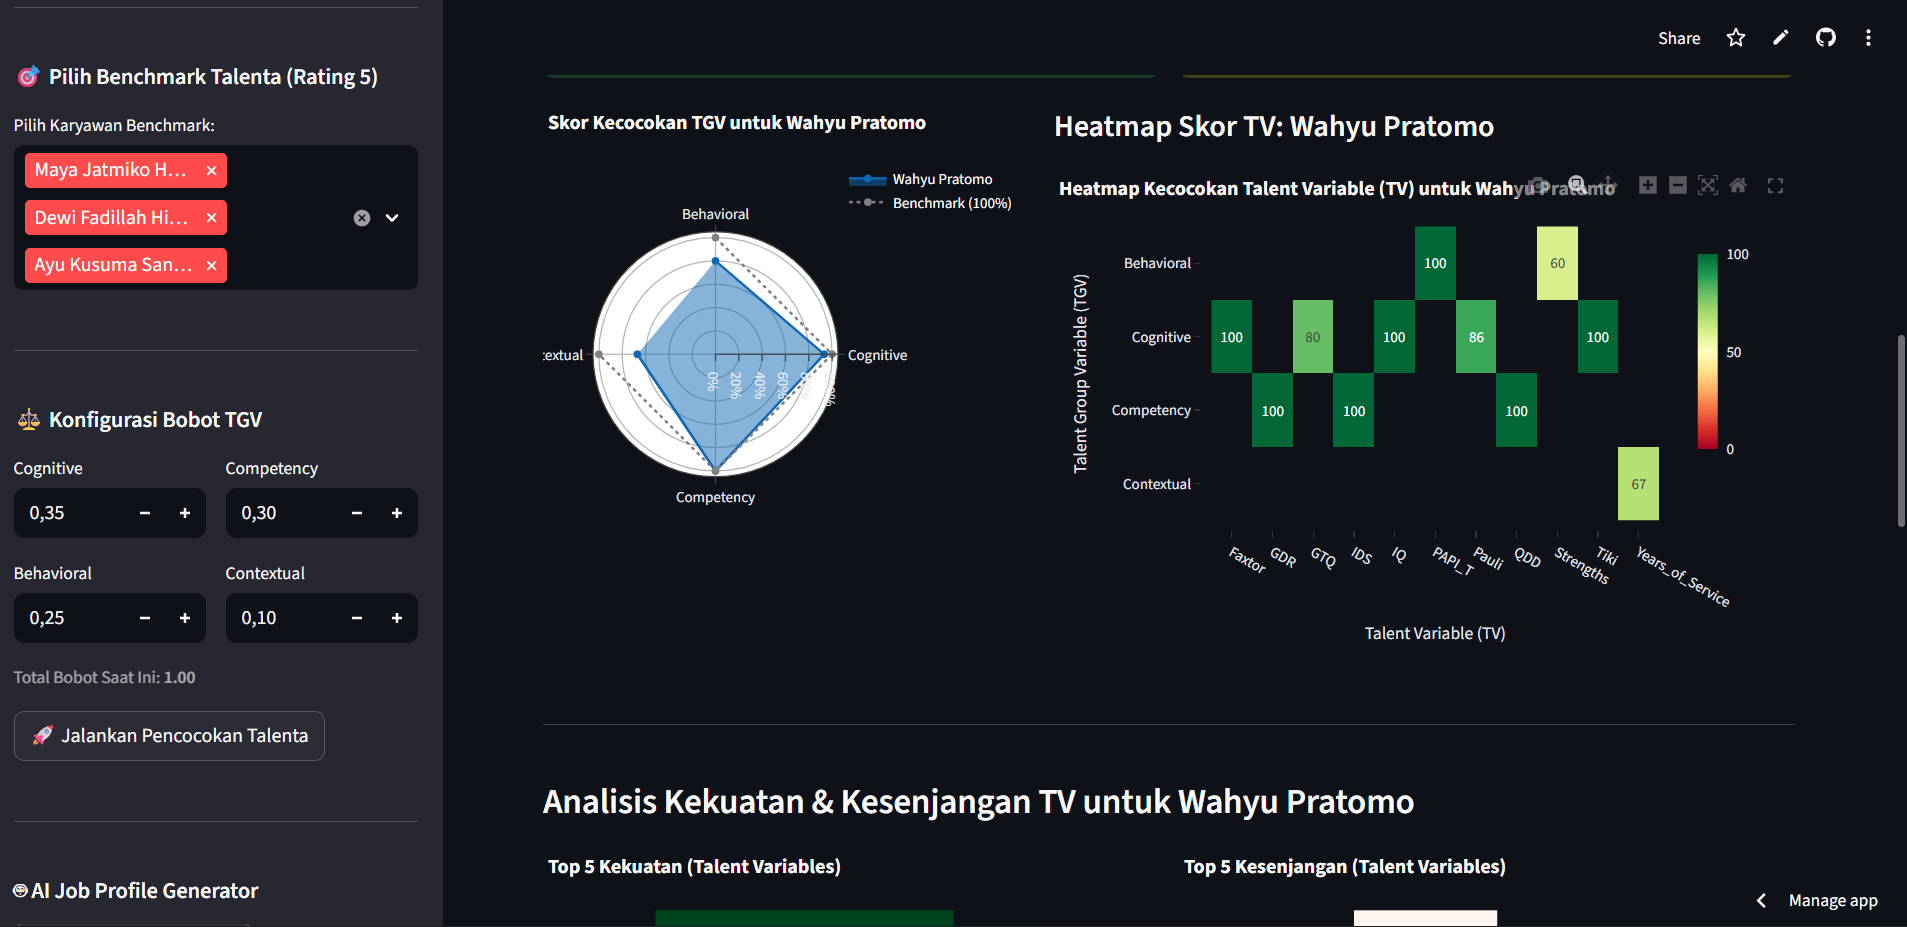 🎯 Pilih Benchmark Talenta (Rating 5)
Pilih Karyawan Benchmark:
Maya Jatmiko H...
Dewi Fadillah Hi...
Ayu Kusuma San...
⚖️ Konfigurasi Bobot TGV
Cognitive
Competency
0,35
0,30
Behavioral
Contextual
0,25
0,10
Total Bobot Saat Ini: 1.00
🚀 Jalankan Pencocokan Talenta
AI Job Profile Generator
Share
Skor Kecocokan TGV untuk Wahyu Pratomo
Wahyu Pratomo
Benchmark (100%)
Behavioral
extual
Cognitive
Competency
0%
20%
40%
60%
Heatmap Skor TV: Wahyu Pratomo
Heatmap Kecocokan Talent Variable (TV) untuk Wahyu Pratomo
Talent Group Variable (TGV)
Behavioral
100
60
Cognitive
100
80
100
86
100
Competency
100
100
100
Contextual
67
Faxtor
GDR
GTQ
IDS
IQ
PAPI_T
Pauli
QDD
Strengths
Tiki
Years_of_Service
Talent Variable (TV)
100
50
0
Analisis Kekuatan & Kesenjangan TV untuk Wahyu Pratomo
Top 5 Kekuatan (Talent Variables)
Top 5 Kesenjangan (Talent Variables)
Manage app